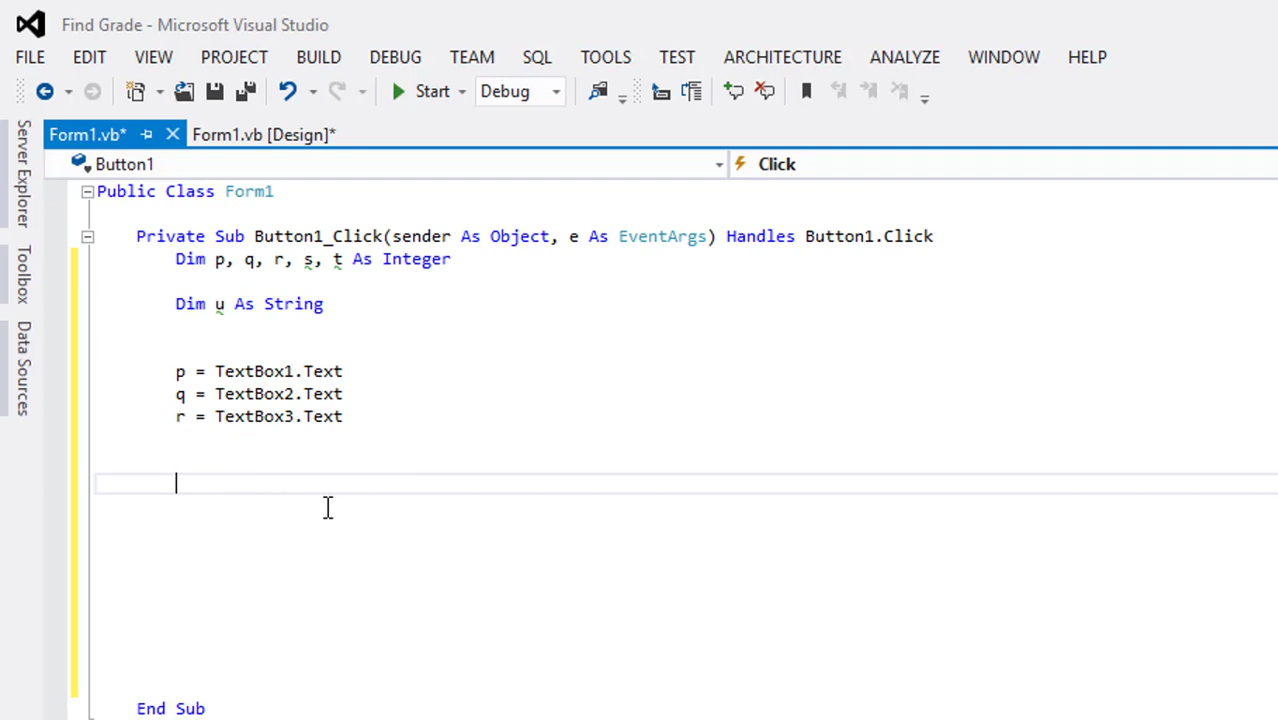 Find Grade - Microsoft Visual Studio
FILE EDIT VIEW PROJECT BUILD DEBUG TEAM SQL TOOLS TEST ARCHITECTURE ANALYZE WINDOW HELP
Start Debug
Form1.vb* Form1.vb [Design]*
Button1 Click
Server Explorer
Toolbox
Data Sources
Public Class Form1
Private Sub Button1_Click(sender As Object, e As EventArgs) Handles Button1.Click
Dim p, q, r, s, t As Integer
Dim u As String
p = TextBox1.Text
q = TextBox2.Text
r = TextBox3.Text
End Sub